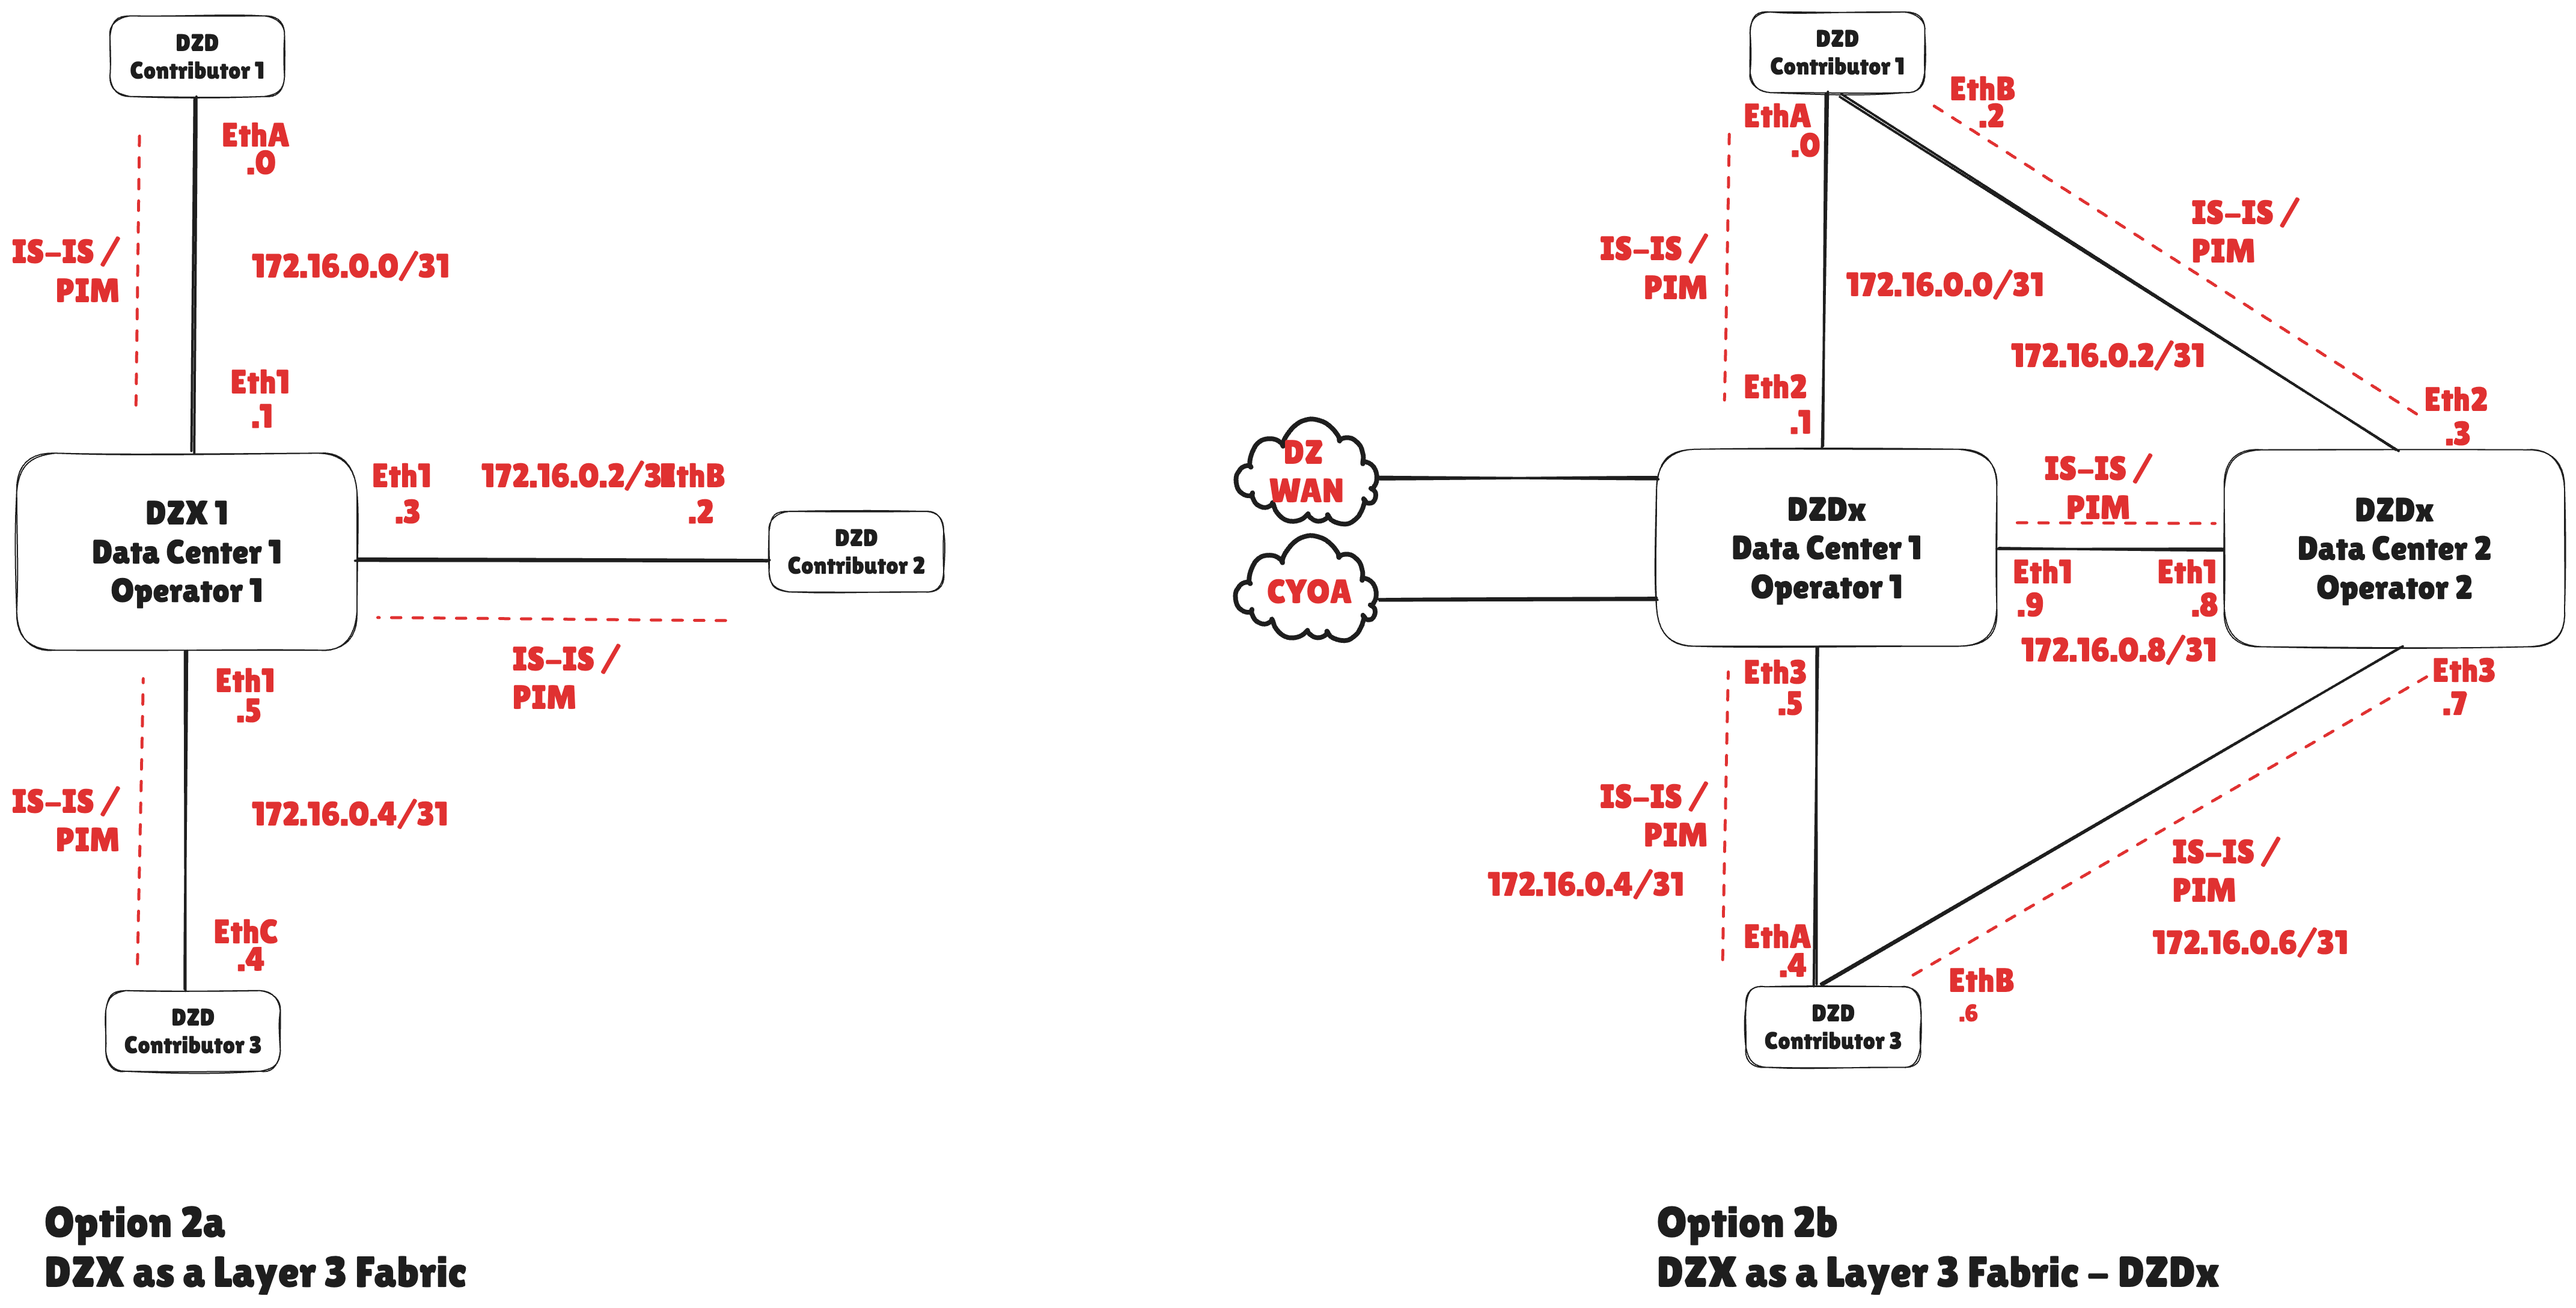 DZD
Contributor 1
EthA
.0
IS-IS /
PIM
172.16.0.0/31
Eth1
.1
DZX 1
Data Center 1
Operator 1
Eth1
.3
172.16.0.2/31
EthB
.2
DZD
Contributor 2
IS-IS /
PIM
Eth1
.5
IS-IS /
PIM
172.16.0.4/31
EthC
.4
DZD
Contributor 3
Option 2a
DZX as a Layer 3 Fabric
DZD
Contributor 1
EthA
.0
EthB
.2
IS-IS /
PIM
172.16.0.0/31
IS-IS /
PIM
172.16.0.2/31
Eth2
.1
Eth2
.3
DZ
WAN
CYOA
DZDx
Data Center 1
Operator 1
IS-IS /
PIM
Eth1
.9
Eth1
.8
172.16.0.8/31
DZDx
Data Center 2
Operator 2
Eth3
.5
Eth3
.7
IS-IS /
PIM
172.16.0.4/31
IS-IS /
PIM
172.16.0.6/31
EthA
.4
EthB
.6
DZD
Contributor 3
Option 2b
DZX as a Layer 3 Fabric - DZDx